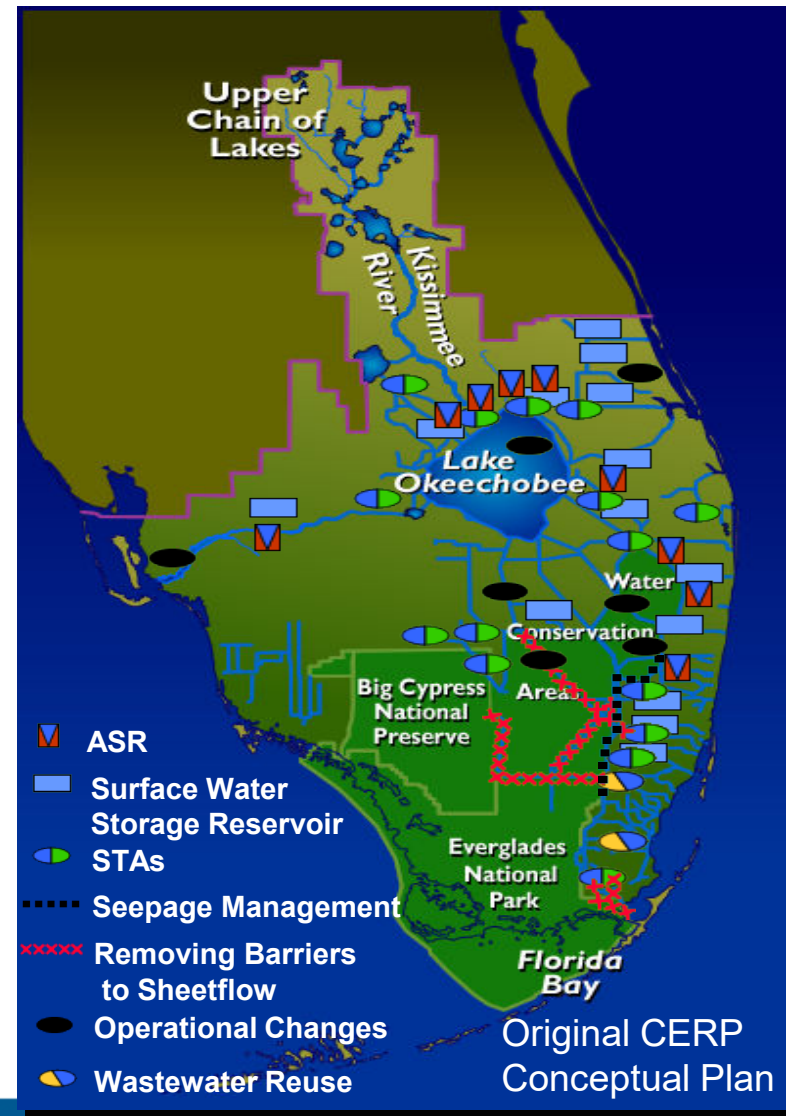 Upper
Chain of
Lakes
Kissimmee
River
Lake
Okeechobee
Water
Conservation
Areas
Big Cypress
National
Preserve
Everglades
National
Park
Florida
Bay
ASR
Surface Water
Storage Reservoir
STAs
Seepage Management
Removing Barriers
to Sheetflow
Operational Changes
Wastewater Reuse
Original CERP
Conceptual Plan